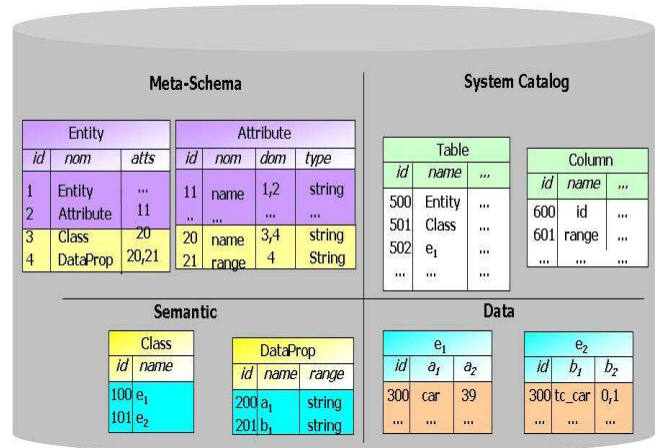 Meta-Schema
System Catalog
Entity
id nom atts
1 Entity ...
2 Attribute 11
3 Class 20
4 DataProp 20,21
Attribute
id nom dom type
11 name 1,2 string
.. ... ... ...
20 name 3,4 string
21 range 4 String
Table
id name ...
500 Entity ...
501 Class ...
502 e1 ...
... ... ...
Column
id name ...
600 id ...
601 range ...
... ... ...
Semantic
Data
Class
id name
100 e1
101 e2
DataProp
id name range
200 a1 string
201 b1 string
e1
id a1 a2
300 car 39
... ... ...
e2
id b1 b2
300 tc_car 0,1
... ... ...